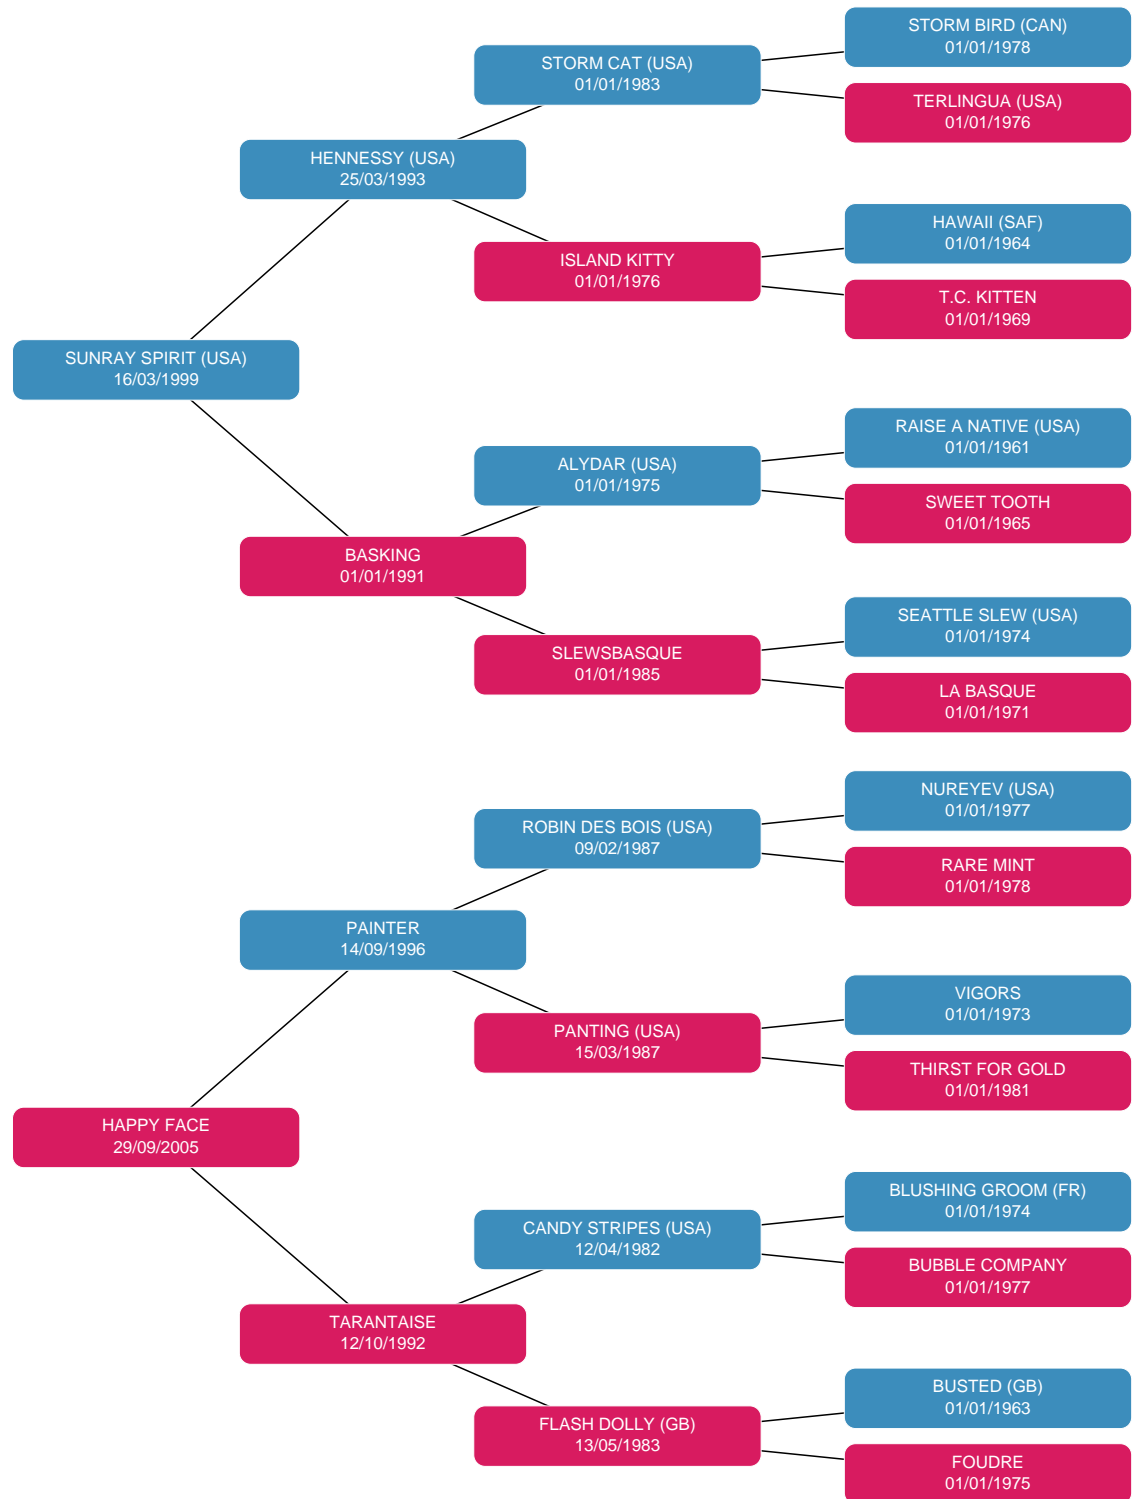 STORM BIRD (CAN)
01/01/1978
STORM CAT (USA)
01/01/1983
TERLINGUA (USA)
01/01/1976
HENNESSY (USA)
25/03/1993
HAWAII (SAF)
01/01/1964
ISLAND KITTY
01/01/1976
T.C. KITTEN
01/01/1969
SUNRAY SPIRIT (USA)
16/03/1999
RAISE A NATIVE (USA)
01/01/1961
ALYDAR (USA)
01/01/1975
SWEET TOOTH
01/01/1965
BASKING
01/01/1991
SEATTLE SLEW (USA)
01/01/1974
SLEWSBASQUE
01/01/1985
LA BASQUE
01/01/1971
NUREYEV (USA)
01/01/1977
ROBIN DES BOIS (USA)
09/02/1987
RARE MINT
01/01/1978
PAINTER
14/09/1996
VIGORS
01/01/1973
PANTING (USA)
15/03/1987
THIRST FOR GOLD
01/01/1981
HAPPY FACE
29/09/2005
BLUSHING GROOM (FR)
01/01/1974
CANDY STRIPES (USA)
12/04/1982
BUBBLE COMPANY
01/01/1977
TARANTAISE
12/10/1992
BUSTED (GB)
01/01/1963
FLASH DOLLY (GB)
13/05/1983
FOUDRE
01/01/1975